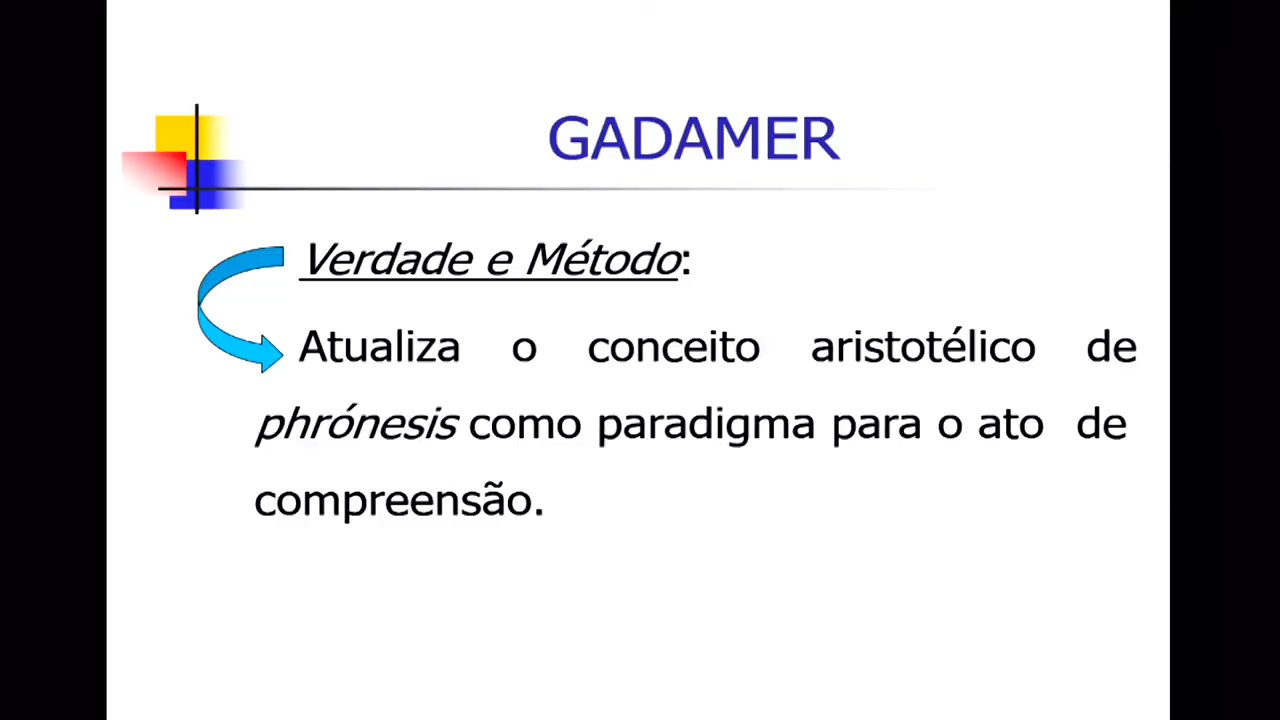 GADAMER
Verdade e Método:
Atualiza o conceito aristotélico de
phrónesis como paradigma para o ato de
compreensão.